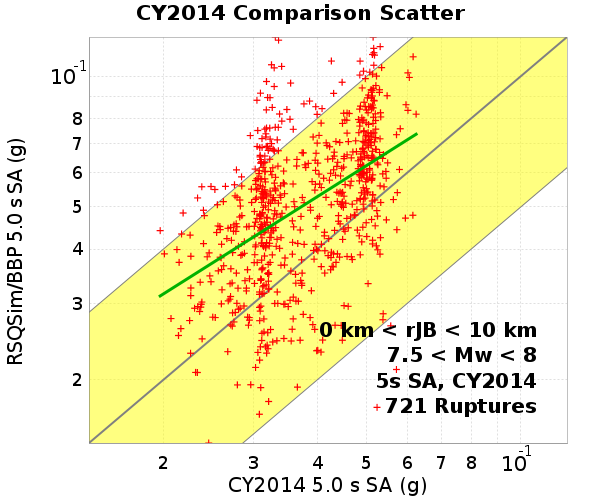 CY2014 Comparison Scatter
RSQSim/BBP 5.0 s SA (g)
10-1
8
7
6
5
4
3
2
0 km < rJB < 10 km
7.5 < Mw < 8
5s SA, CY2014
721 Ruptures
2 3 4 5 6 7 8 10-1
CY2014 5.0 s SA (g)